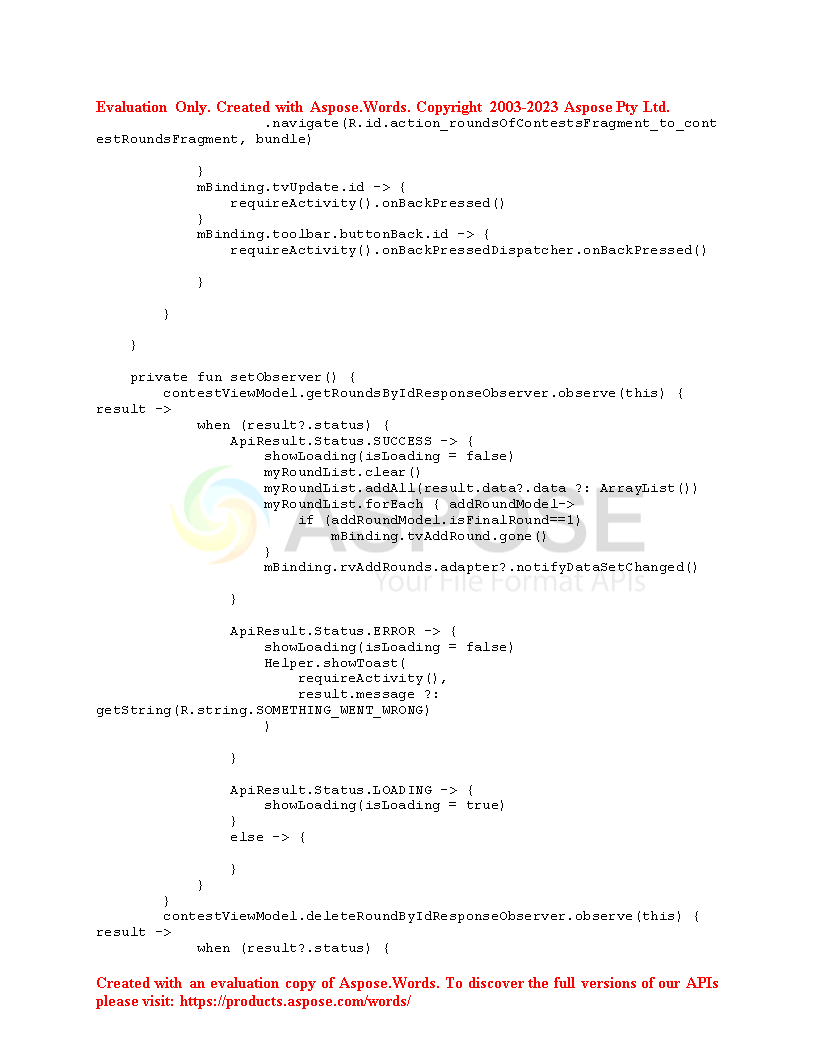 Evaluation Only. Created with Aspose.Words. Copyright 2003-2023 Aspose Pty Ltd.
                    .navigate(R.id.action_roundsOfContestsFragment_to_cont
estRoundsFragment, bundle)

            }
            mBinding.tvUpdate.id -> {
                requireActivity().onBackPressed()
            }
            mBinding.toolbar.buttonBack.id -> {
                requireActivity().onBackPressedDispatcher.onBackPressed()

            }

        }

    }

    private fun setObserver() {
        contestViewModel.getRoundsByIdResponseObserver.observe(this) {
result ->
            when (result?.status) {
                ApiResult.Status.SUCCESS -> {
                    showLoading(isLoading = false)
                    myRoundList.clear()
                    myRoundList.addAll(result.data?.data ?: ArrayList())
                    myRoundList.forEach { addRoundModel->
                        if (addRoundModel.isFinalRound==1)
                            mBinding.tvAddRound.gone()
                    }
                    mBinding.rvAddRounds.adapter?.notifyDataSetChanged()

                }

                ApiResult.Status.ERROR -> {
                    showLoading(isLoading = false)
                    Helper.showToast(
                        requireActivity(),
                        result.message ?:
getString(R.string.SOMETHING_WENT_WRONG)
                    )

                }

                ApiResult.Status.LOADING -> {
                    showLoading(isLoading = true)
                }
                else -> {

                }
            }
        }
        contestViewModel.deleteRoundByIdResponseObserver.observe(this) {
result ->
            when (result?.status) {
ASPOSE
Your File Format APIs
Created with an evaluation copy of Aspose.Words. To discover the full versions of our APIs
please visit: https://products.aspose.com/words/